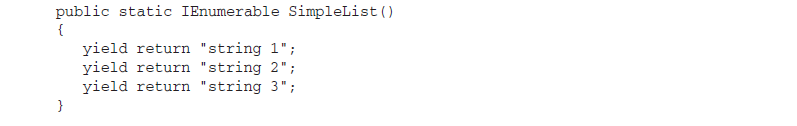 public static IEnumerable SimpleList()
{
yield return "string 1";
yield return "string 2";
yield return "string 3";
}